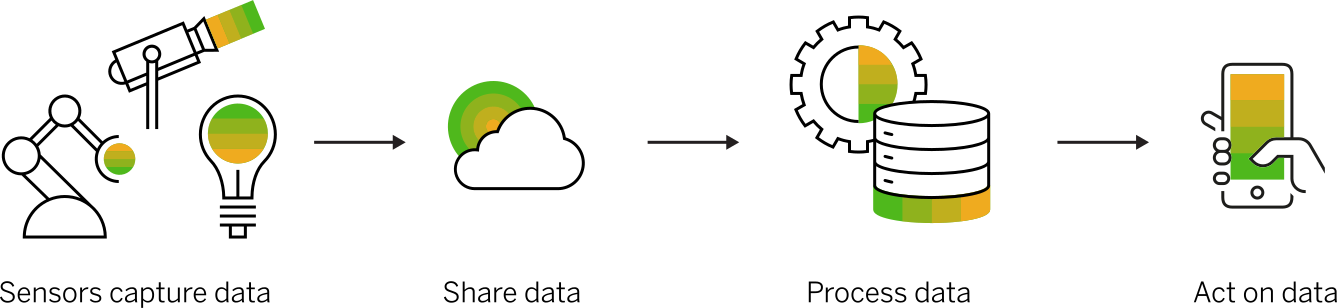 Sensors capture data
Share data
Process data
Act on data